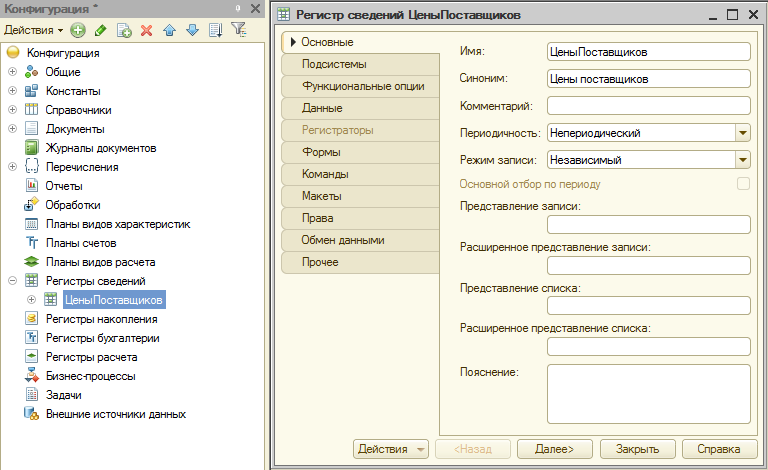 Конфигурация *
Действия
Конфигурация
Общие
Константы
Справочники
Документы
Журналы документов
Перечисления
Отчеты
Обработки
Планы видов характеристик
Планы счетов
Планы видов расчета
Регистры сведений
ЦеныПоставщиков
Регистры накопления
Регистры бухгалтерии
Регистры расчета
Бизнес-процессы
Задачи
Внешние источники данных
Регистр сведений ЦеныПоставщиков
Основные
Подсистемы
Функциональные опции
Данные
Регистраторы
Формы
Команды
Макеты
Права
Обмен данными
Прочее
Имя: ЦеныПоставщиков
Синоним: Цены поставщиков
Комментарий:
Периодичность: Непериодический
Режим записи: Независимый
Основной отбор по периоду
Представление записи:
Расширенное представление записи:
Представление списка:
Расширенное представление списка:
Пояснение:
Действия <Назад Далее> Закрыть Справка